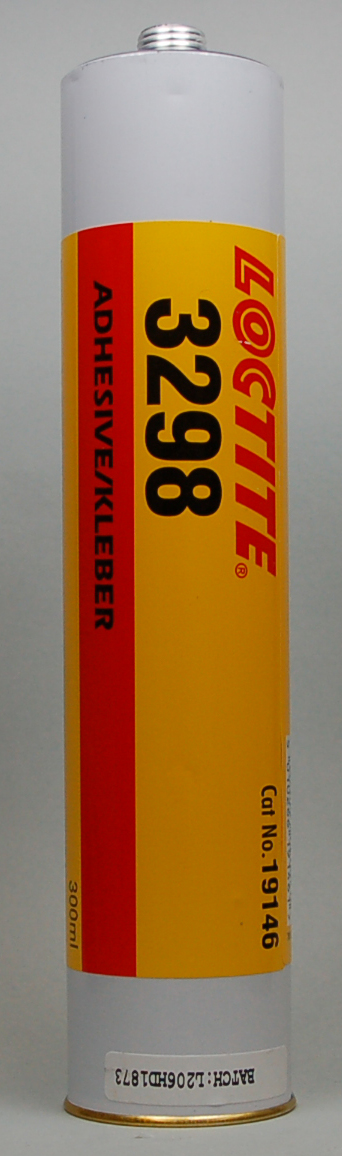 LOCTITE®
3298
ADHESIVE/KLEBER
Cat No. 19146
300ml
BATCH:L206HD1873